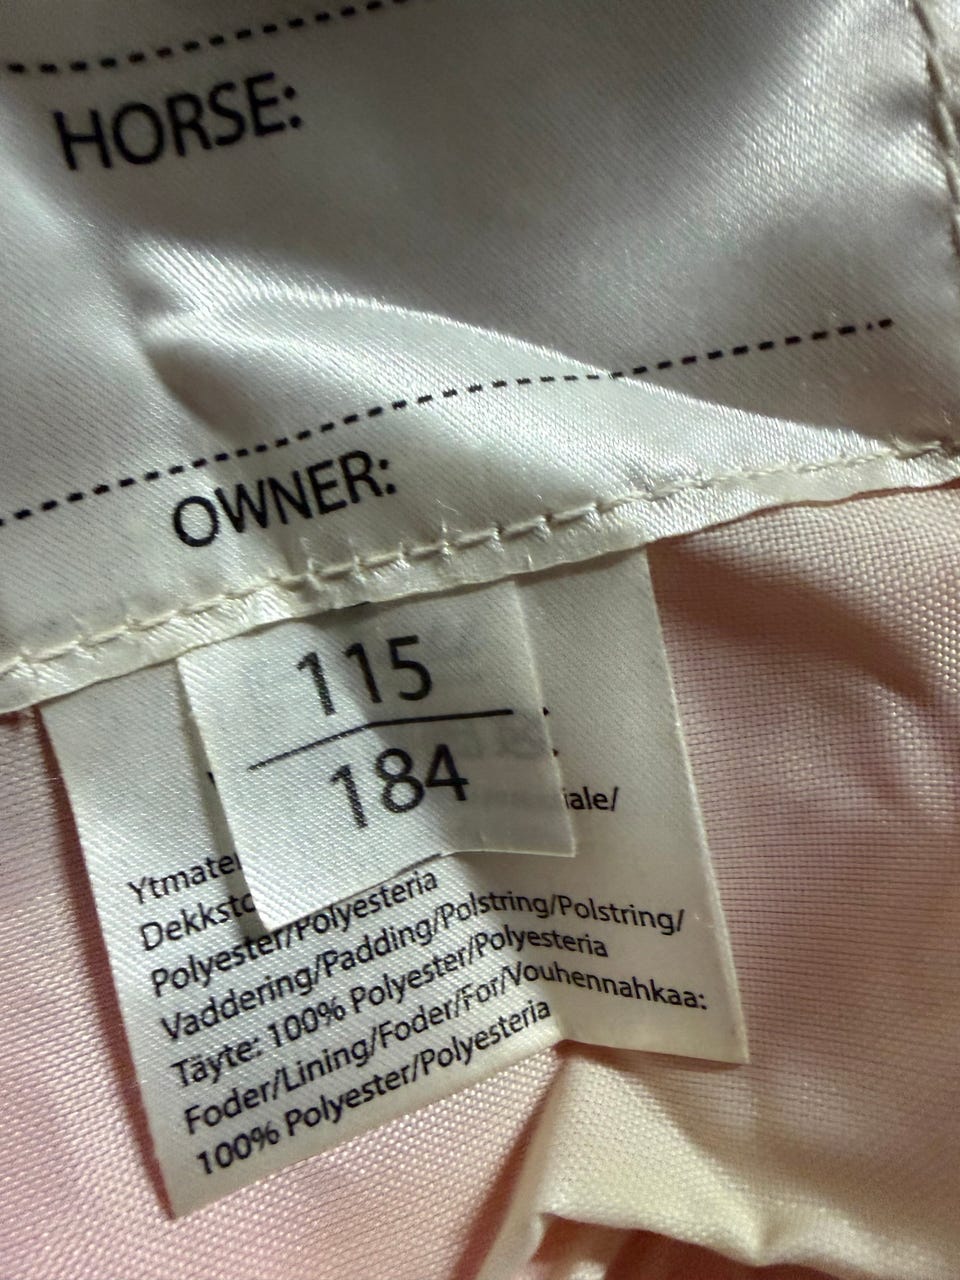 HORSE:
OWNER:
115
184
iale/
Polyester/Polyesteria
Vaddering/Padding/Polstring/Polstring/
Täyte: 100% Polyester/Polyesteria
Foder/Lining/Foder/For/Vouhennahkaa:
100% Polyester/Polyesteria